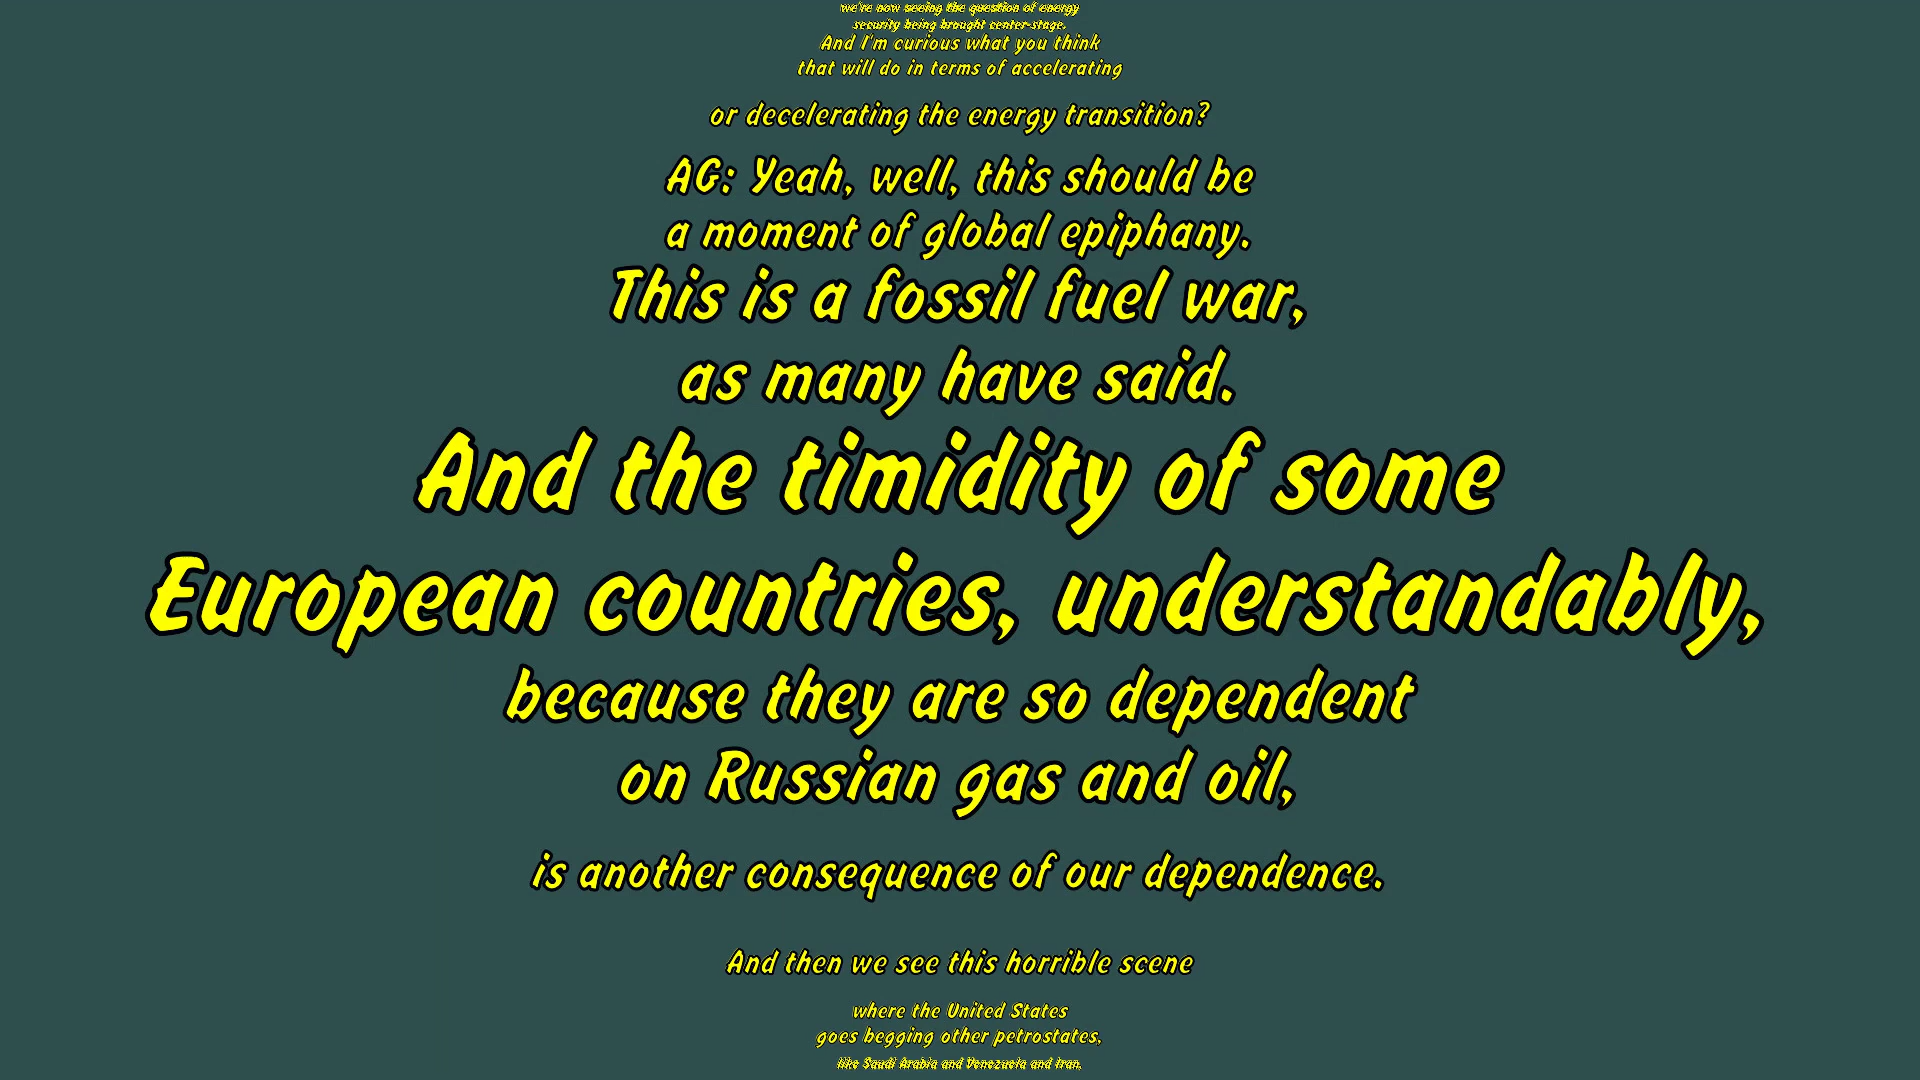 we're now seeing the question of energy
security being brought center-stage.
And I'm curious what you think
that will do in terms of accelerating
or decelerating the energy transition?
AG: Yeah, well, this should be
a moment of global epiphany.
This is a fossil fuel war,
as many have said.
And the timidity of some
European countries, understandably,
because they are so dependent
on Russian gas and oil,
is another consequence of our dependence.
And then we see this horrible scene
where the United States
goes begging other petrostates,
like Saudi Arabia and Venezuela and Iran,